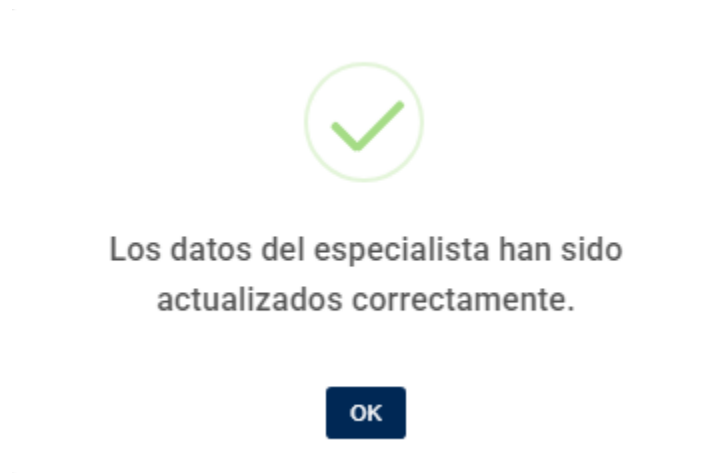 Los datos del especialista han sido
actualizados correctamente.
OK